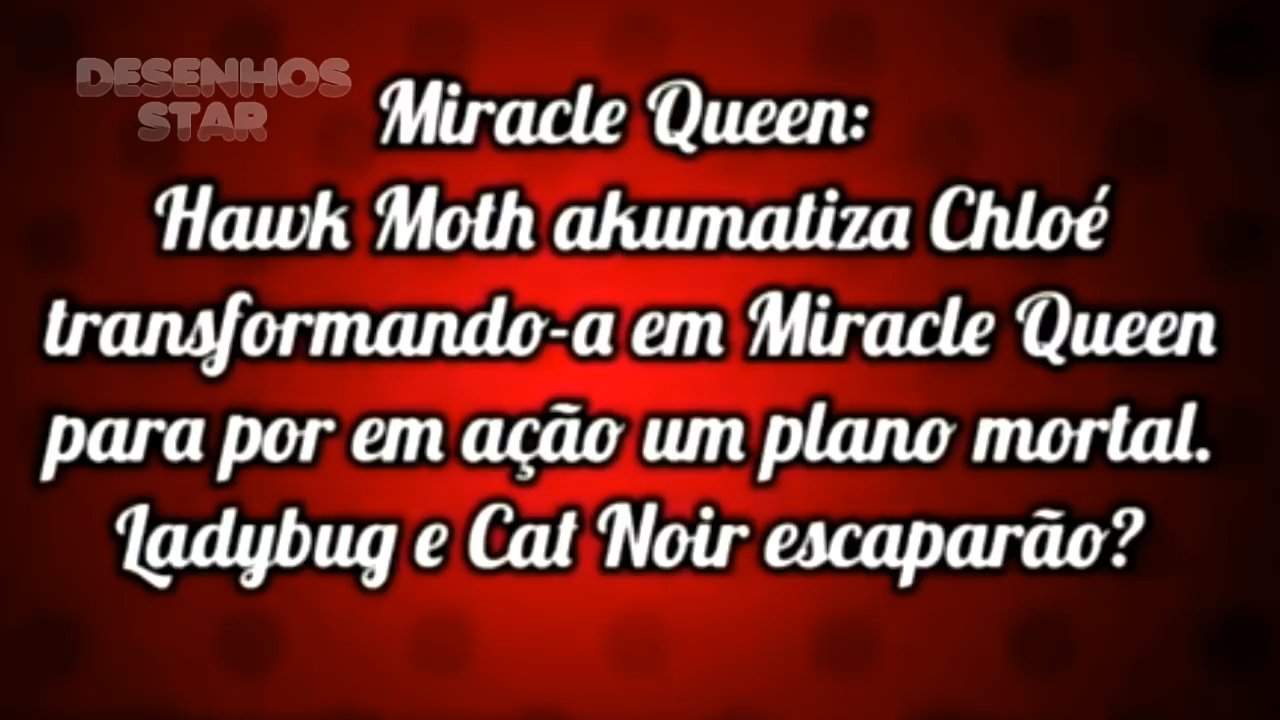 DESENHOS
STAR
Miracle Queen:
Hawk Moth akumatiza Chloé
transformando-a em Miracle Queen
para por em ação um plano mortal.
Ladybug e Cat Noir escaparão?